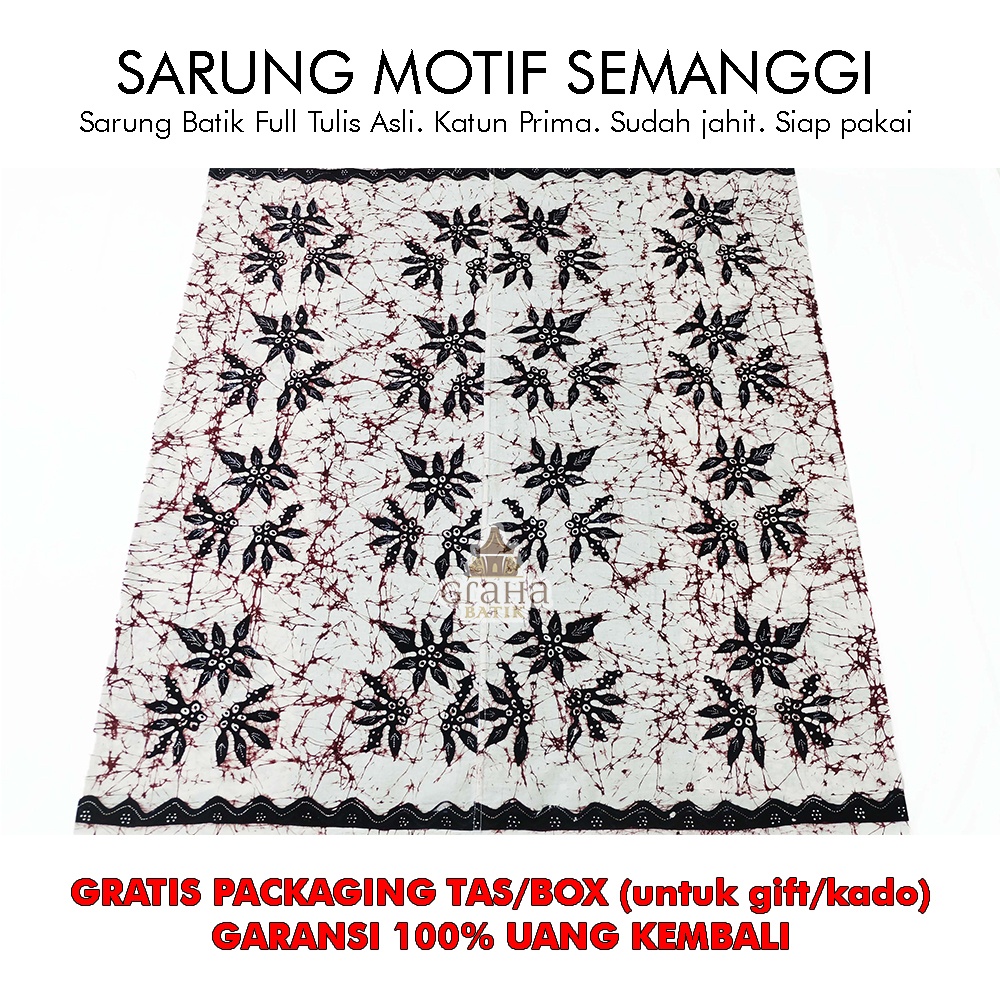 SARUNG MOTIF SEMANGGI
Sarung Batik Full Tulis Asli. Katun Prima. Sudah jahit. Siap pakai
GraHa
BATIK
GRATIS PACKAGING TAS/BOX (untuk gift/kado)
GARANSI 100% UANG KEMBALI